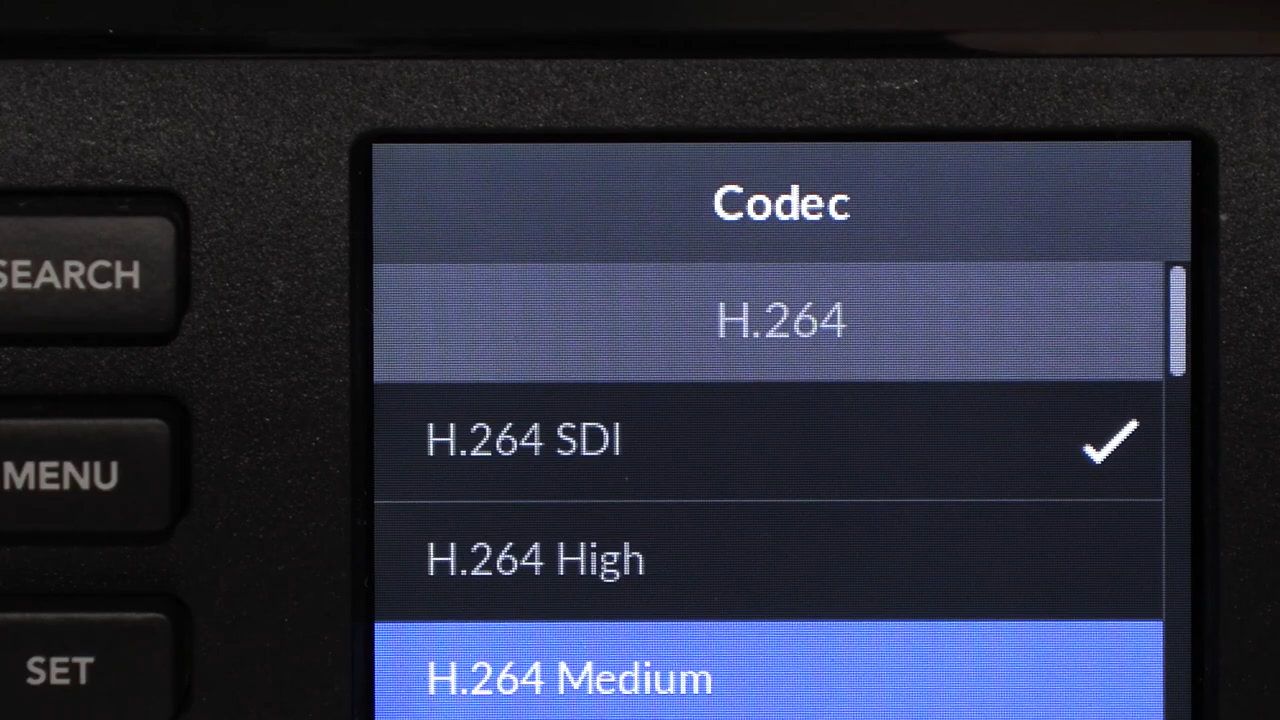 Codec
H.264
H.264 SDI
H.264 High
H.264 Medium
SEARCH
MENU
SET